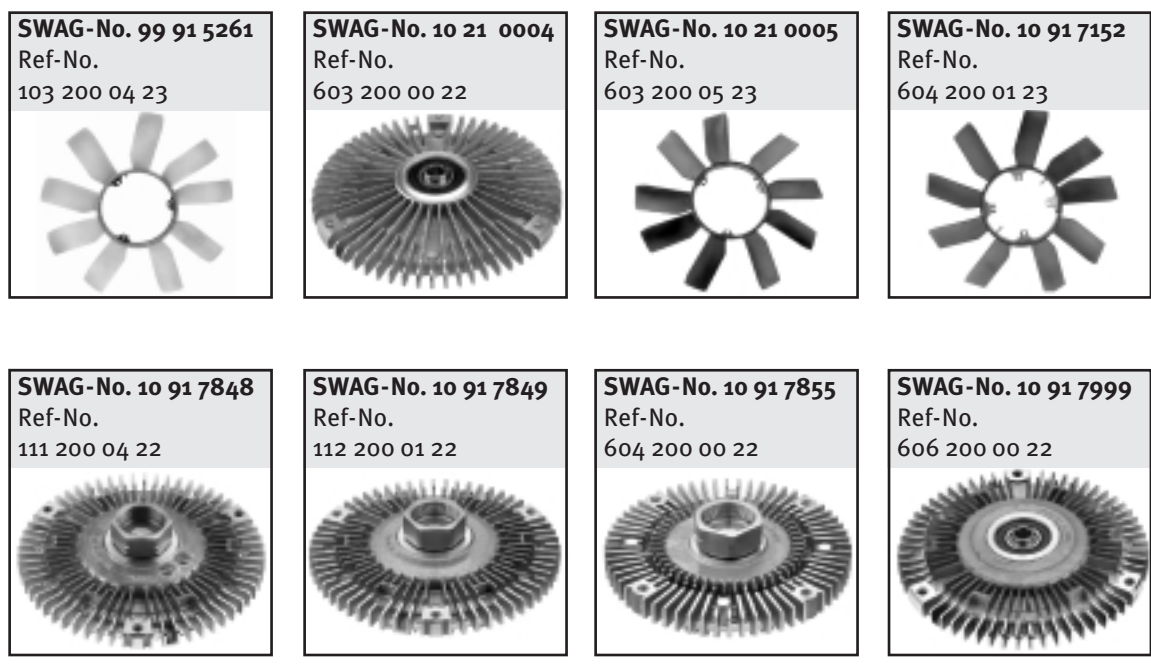 SWAG-No. 99 91 5261
Ref-No.
103 200 04 23
SWAG-No. 10 21 0004
Ref-No.
603 200 00 22
SWAG-No. 10 21 0005
Ref-No.
603 200 05 23
SWAG-No. 10 91 7152
Ref-No.
604 200 01 23
SWAG-No. 10 91 7848
Ref-No.
111 200 04 22
SWAG-No. 10 91 7849
Ref-No.
112 200 01 22
SWAG-No. 10 91 7855
Ref-No.
604 200 00 22
SWAG-No. 10 91 7999
Ref-No.
606 200 00 22